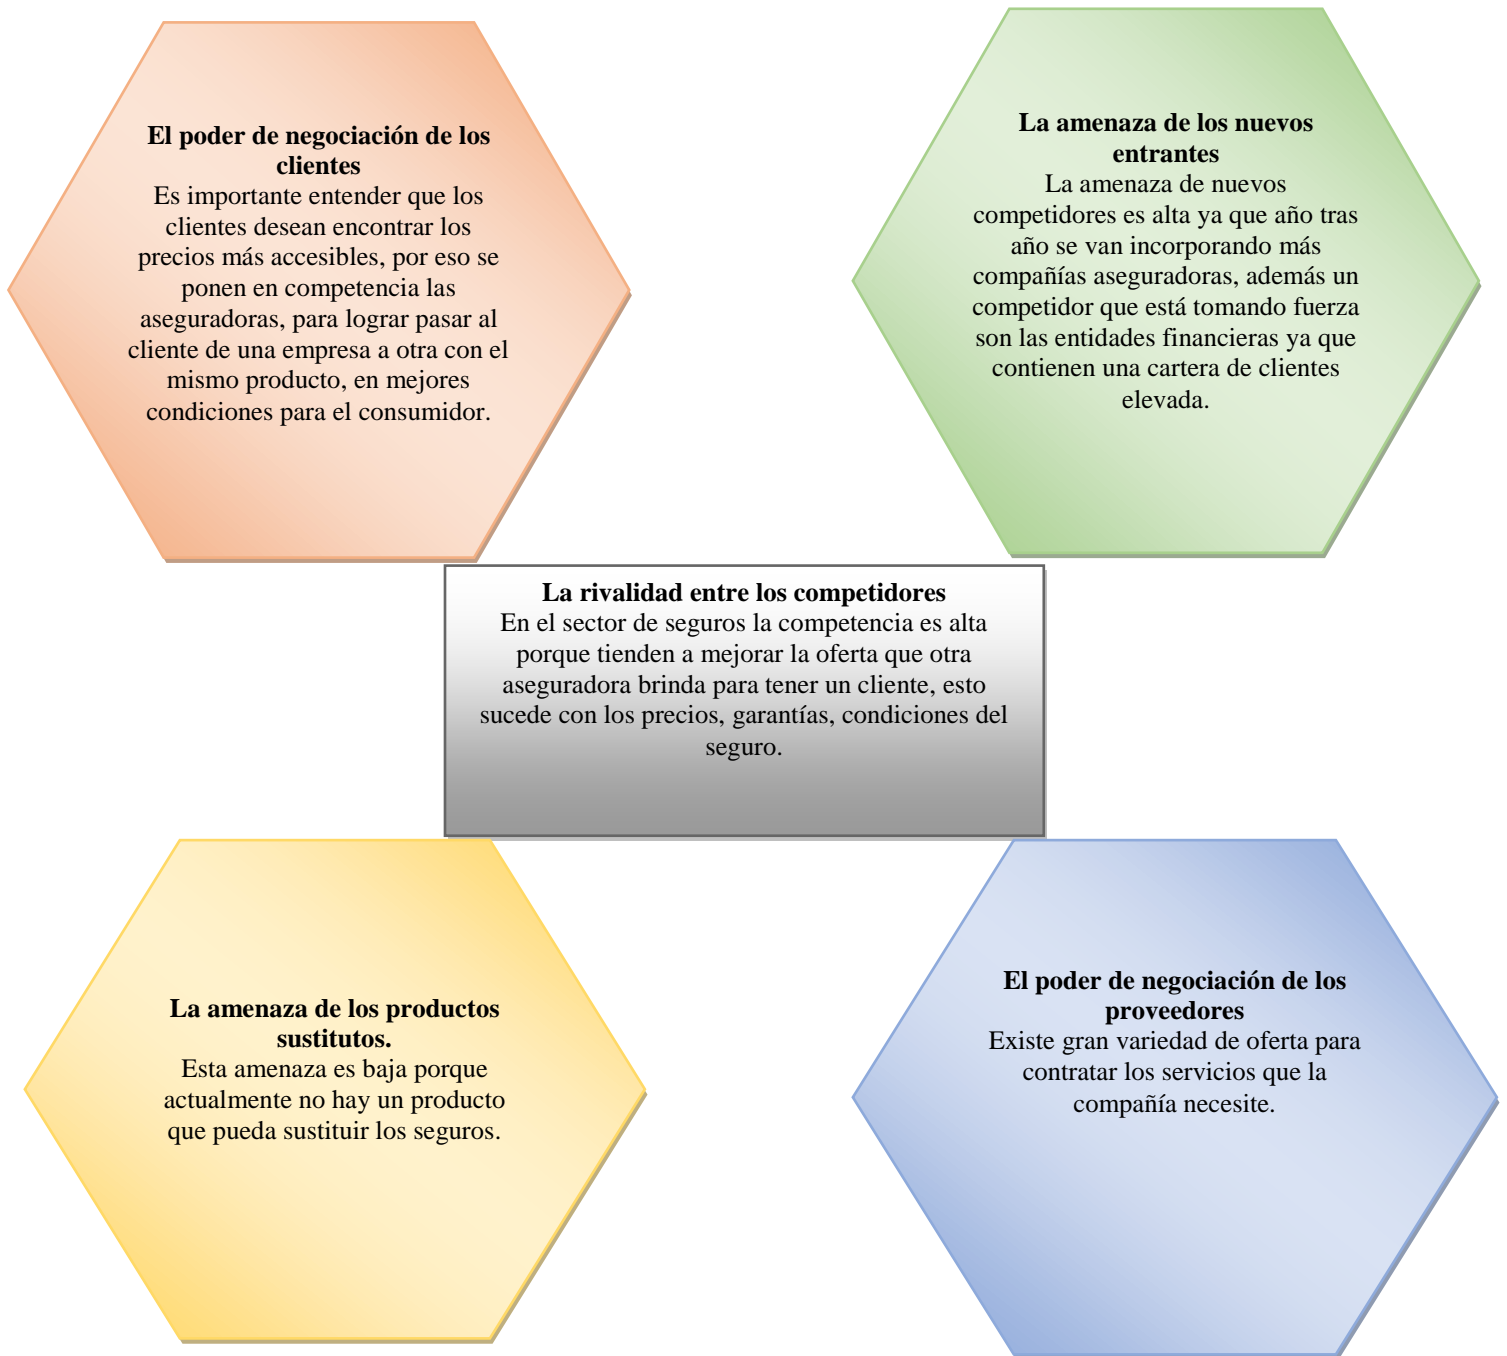 El poder de negociación de los
clientes
Es importante entender que los
clientes desean encontrar los
precios más accesibles, por eso se
ponen en competencia las
aseguradoras, para lograr pasar al
cliente de una empresa a otra con el
mismo producto, en mejores
condiciones para el consumidor.
La amenaza de los nuevos
entrantes
La amenaza de nuevos
competidores es alta ya que año tras
año se van incorporando más
compañías aseguradoras, además un
competidor que está tomando fuerza
son las entidades financieras ya que
contienen una cartera de clientes
elevada.
La rivalidad entre los competidores
En el sector de seguros la competencia es alta
porque tienden a mejorar la oferta que otra
aseguradora brinda para tener un cliente, esto
sucede con los precios, garantías, condiciones del
seguro.
La amenaza de los productos
sustitutos.
Esta amenaza es baja porque
actualmente no hay un producto
que pueda sustituir los seguros.
El poder de negociación de los
proveedores
Existe gran variedad de oferta para
contratar los servicios que la
compañía necesite.